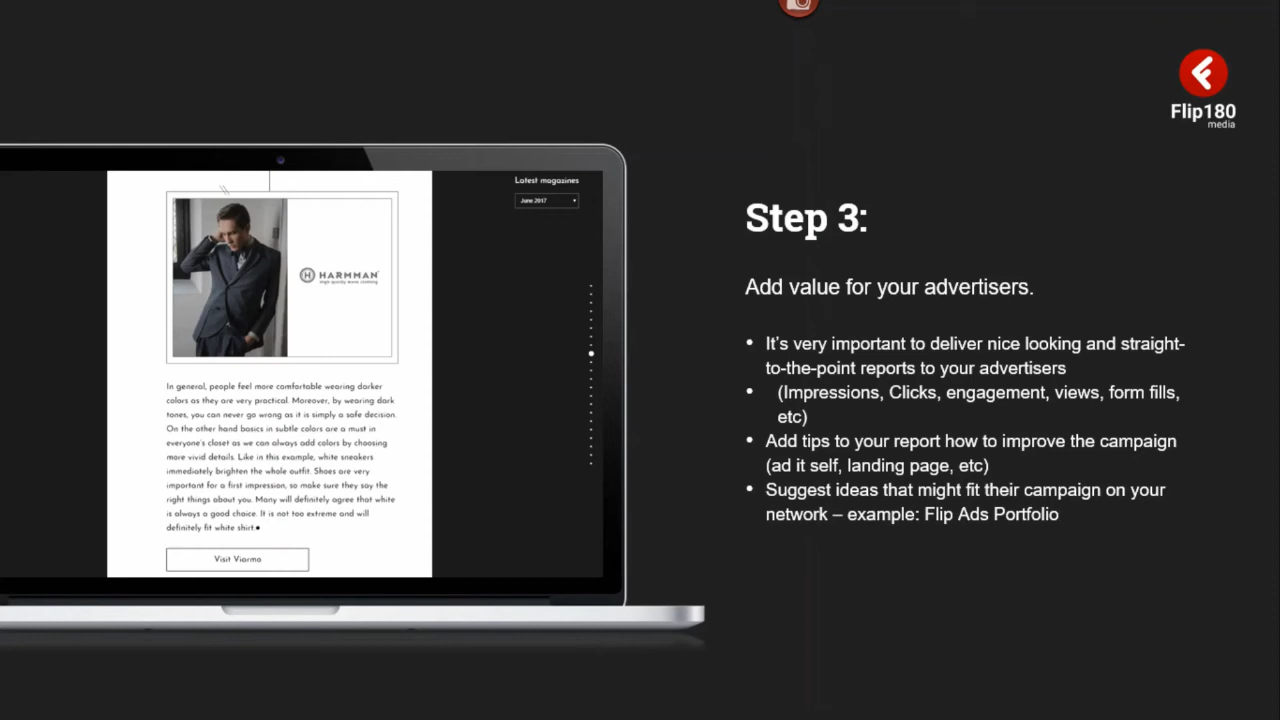 Flip180
media
Latest magazines
June 2017
HARMMAN
High quality mens clothing
In general, people feel more comfortable wearing darker
colors as they are very practical. Moreover, by wearing dark
tones, you can never go wrong as it is simply a safe decision.
On the other hand basics in subtle colors are a must in
everyone's closet as we can always add colors by choosing
more vivid details. Like in this example, white sneakers
immediately brighten the whole outfit. Shoes are very
important for a first impression, so make sure they say the
right things about you. Many will definitely agree that white
is always a good choice. It is not too extreme and will
definitely fit white shirt.
Visit Viarmo
Step 3:
Add value for your advertisers.
• It's very important to deliver nice looking and straight-
to-the-point reports to your advertisers
• (Impressions, Clicks, engagement, views, form fills,
etc)
• Add tips to your report how to improve the campaign
(ad it self, landing page, etc)
• Suggest ideas that might fit their campaign on your
network – example: Flip Ads Portfolio